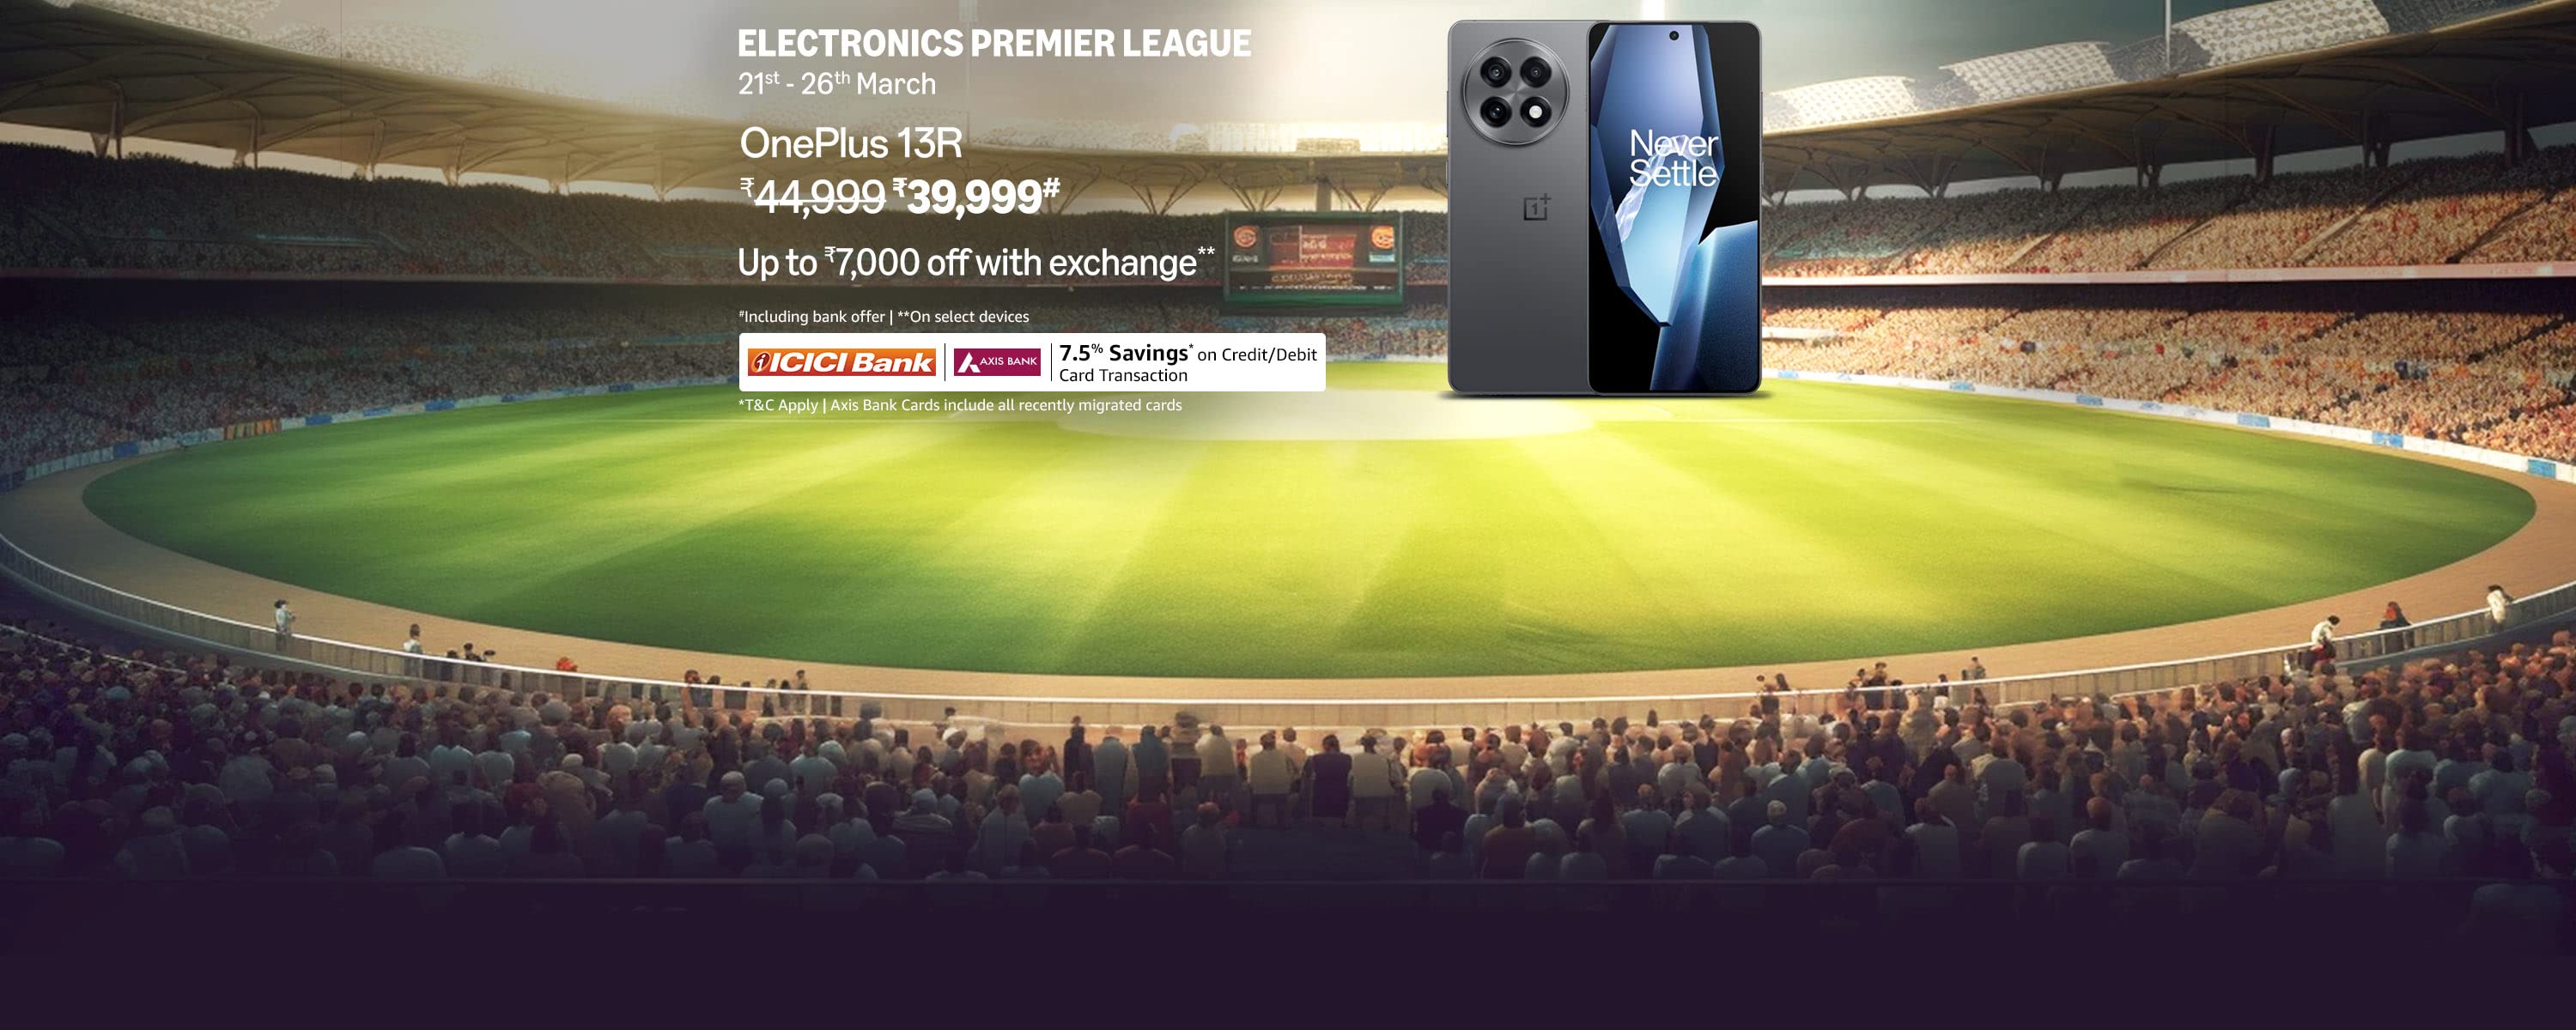 ELECTRONICS PREMIER LEAGUE
21st - 26th March
OnePlus 13R
₹44,999 ₹39,999#
Up to ₹7,000 off with exchange**
#Including bank offer | **On select devices
ICICI Bank | AXIS BANK | 7.5% Savings* on Credit/Debit
Card Transaction
*T&C Apply | Axis Bank Cards include all recently migrated cards
Never
Settle